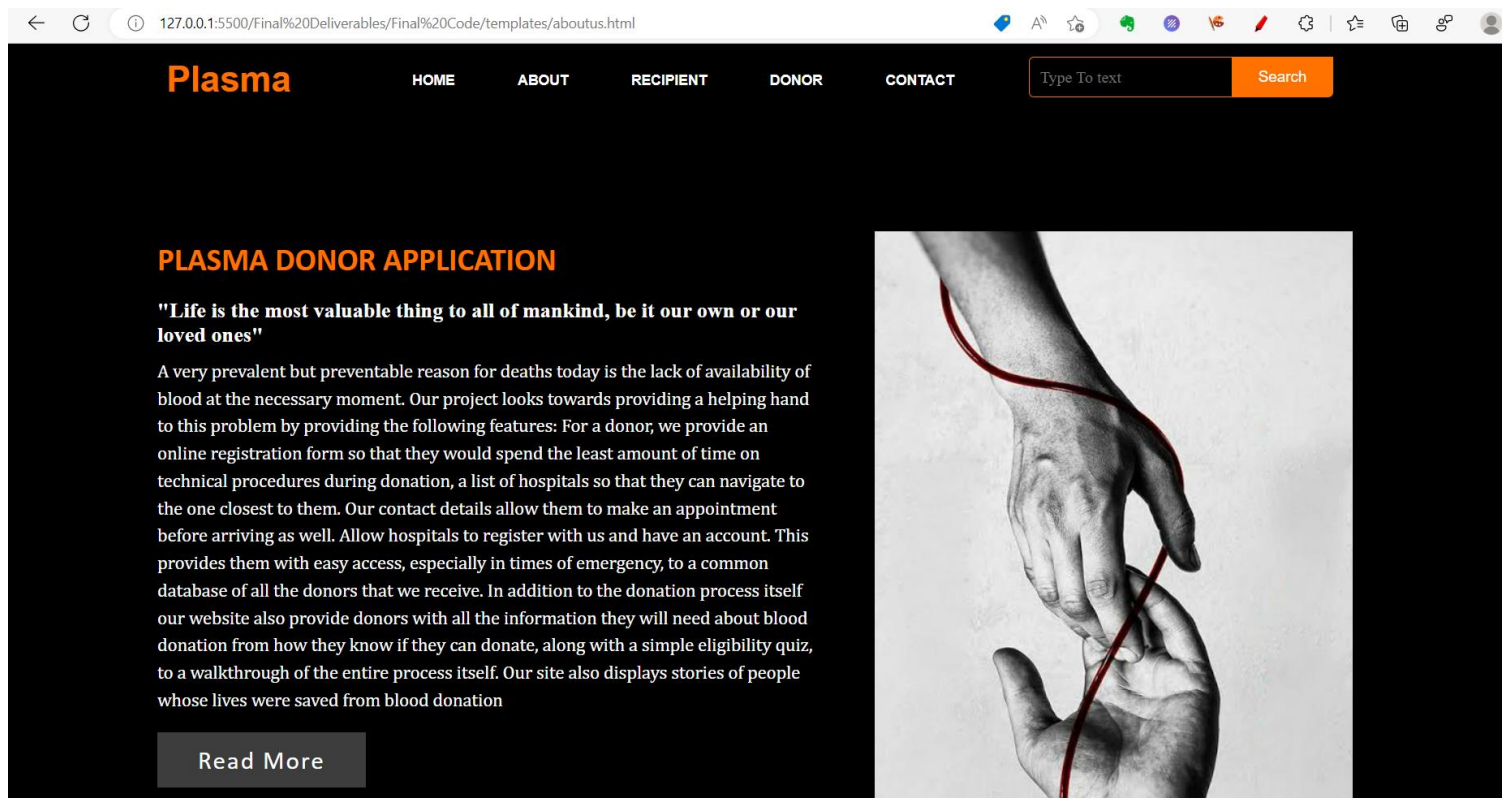 127.0.0.1:5500/Final%20Deliverables/Final%20Code/templates/aboutus.html
Plasma
HOME
ABOUT
RECIPIENT
DONOR
CONTACT
Type To text
Search
PLASMA DONOR APPLICATION
"Life is the most valuable thing to all of mankind, be it our own or our
loved ones"
A very prevalent but preventable reason for deaths today is the lack of availability of
blood at the necessary moment. Our project looks towards providing a helping hand
to this problem by providing the following features: For a donor, we provide an
online registration form so that they would spend the least amount of time on
technical procedures during donation, a list of hospitals so that they can navigate to
the one closest to them. Our contact details allow them to make an appointment
before arriving as well. Allow hospitals to register with us and have an account. This
provides them with easy access, especially in times of emergency, to a common
database of all the donors that we receive. In addition to the donation process itself
our website also provide donors with all the information they will need about blood
donation from how they know if they can donate, along with a simple eligibility quiz,
to a walkthrough of the entire process itself. Our site also displays stories of people
whose lives were saved from blood donation
Read More